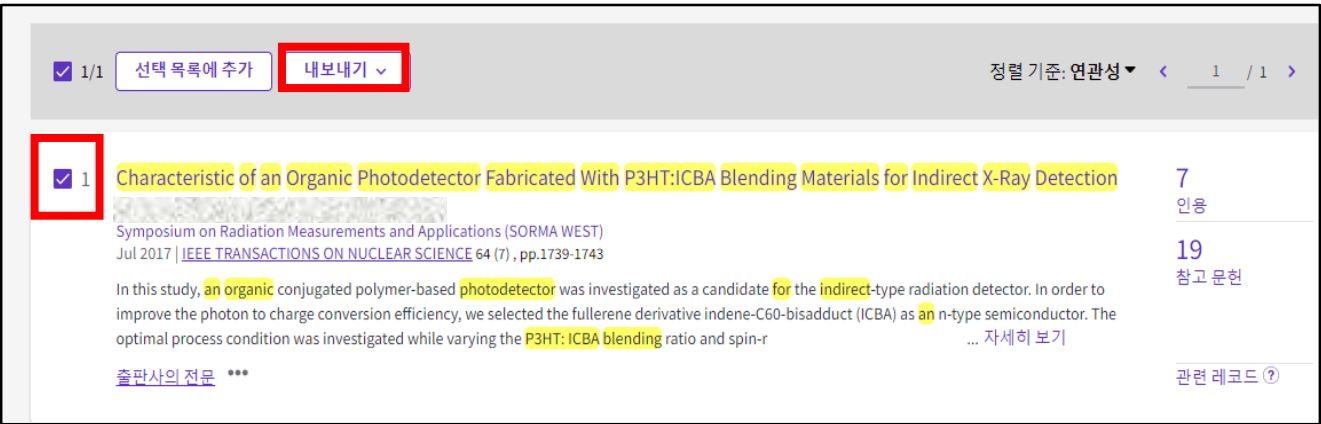 1/1 선택 목록에 추가 내보내기 정렬 기준: 연관성 1 / 1
1 Characteristic of an Organic Photodetector Fabricated With P3HT:ICBA Blending Materials for Indirect X-Ray Detection
7
인용
Symposium on Radiation Measurements and Applications (SORMA WEST)
Jul 2017 | IEEE TRANSACTIONS ON NUCLEAR SCIENCE 64 (7) , pp.1739-1743
19
참고 문헌
In this study, an organic conjugated polymer-based photodetector was investigated as a candidate for the indirect-type radiation detector. In order to
improve the photon to charge conversion efficiency, we selected the fullerene derivative indene-C60-bisadduct (ICBA) as an n-type semiconductor. The
optimal process condition was investigated while varying the P3HT: ICBA blending ratio and spin-r ... 자세히 보기
출판사의 전문 •••
관련 레코드 ?